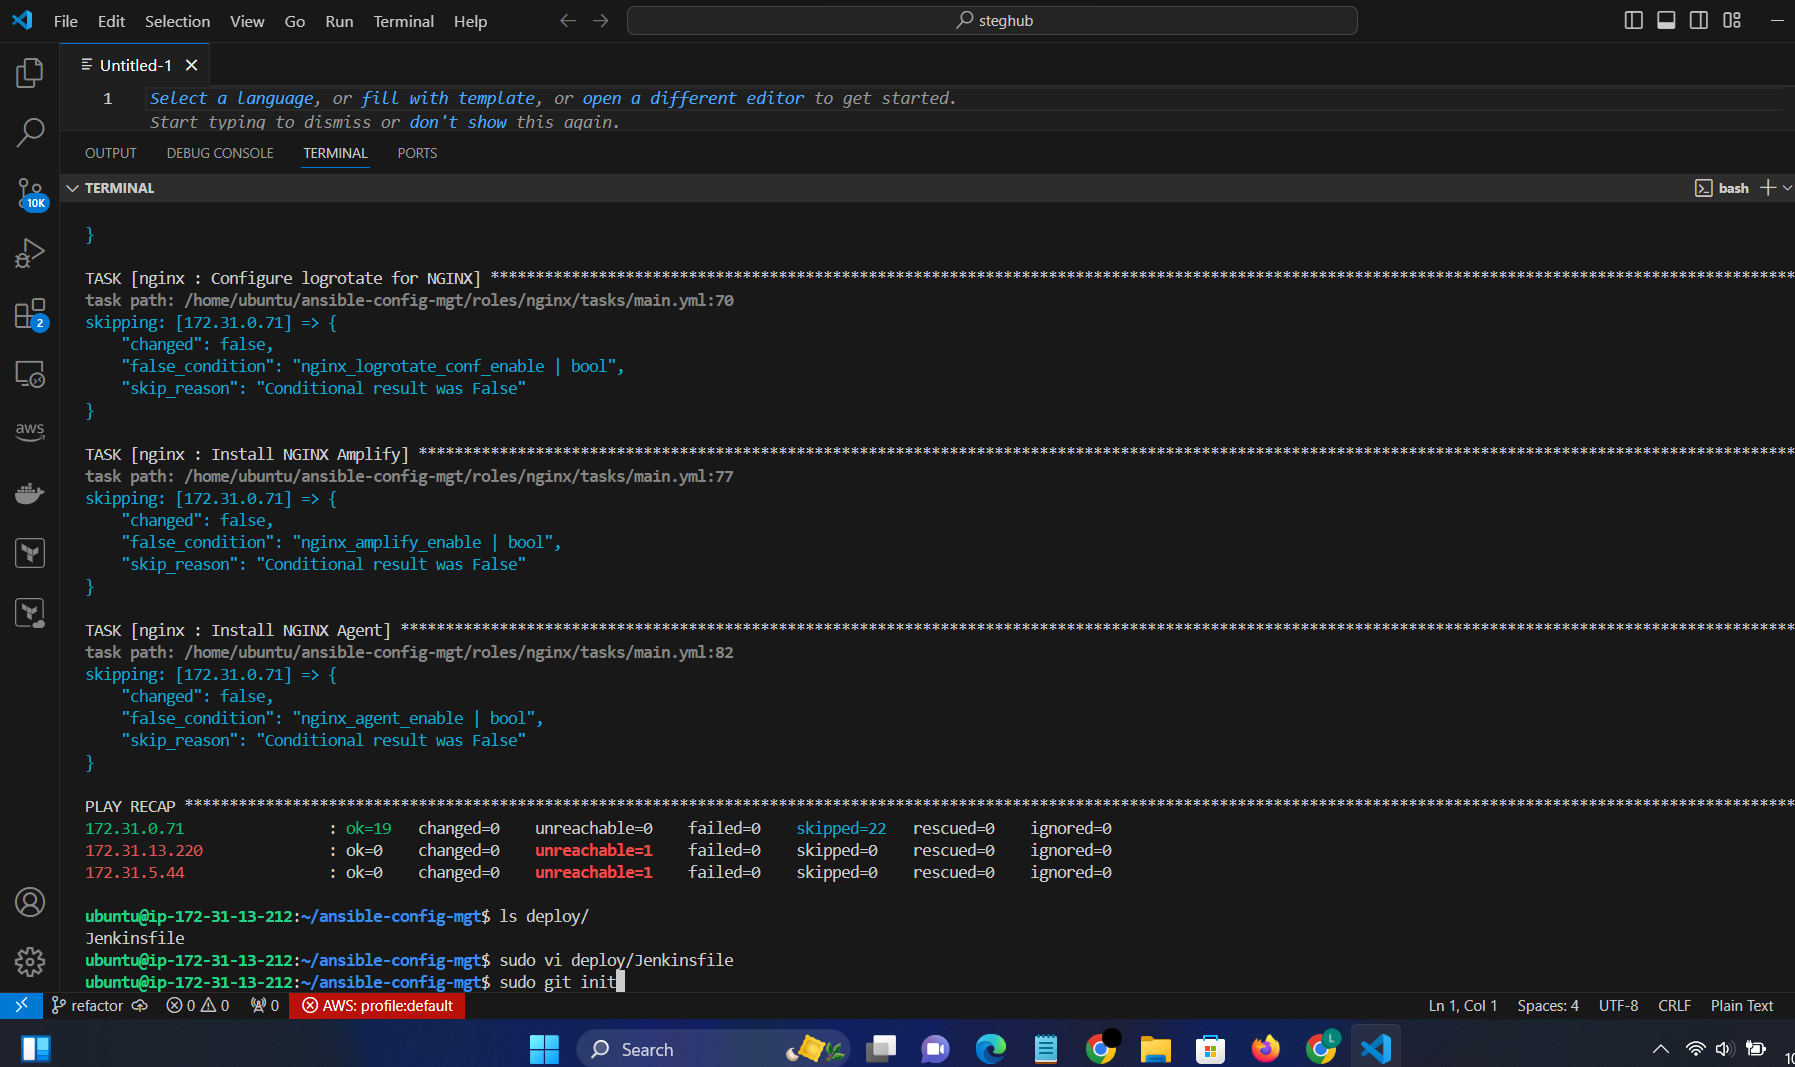 File Edit Selection View Go Run Terminal Help
steghub
Untitled-1
1 Select a language, or fill with template, or open a different editor to get started.
Start typing to dismiss or don't show this again.
OUTPUT DEBUG CONSOLE TERMINAL PORTS
TERMINAL
bash
10K
2
aws
}
TASK [nginx : Configure logrotate for NGINX] ************************************************************************************************************************************************
task path: /home/ubuntu/ansible-config-mgt/roles/nginx/tasks/main.yml:70
skipping: [172.31.0.71] => {
"changed": false,
"false_condition": "nginx_logrotate_conf_enable | bool",
"skip_reason": "Conditional result was False"
}
TASK [nginx : Install NGINX Amplify] ********************************************************************************************************************************************************
task path: /home/ubuntu/ansible-config-mgt/roles/nginx/tasks/main.yml:77
skipping: [172.31.0.71] => {
"changed": false,
"false_condition": "nginx_amplify_enable | bool",
"skip_reason": "Conditional result was False"
}
TASK [nginx : Install NGINX Agent] **********************************************************************************************************************************************************
task path: /home/ubuntu/ansible-config-mgt/roles/nginx/tasks/main.yml:82
skipping: [172.31.0.71] => {
"changed": false,
"false_condition": "nginx_agent_enable | bool",
"skip_reason": "Conditional result was False"
}
PLAY RECAP **********************************************************************************************************************************************************************************
172.31.0.71 : ok=19 changed=0 unreachable=0 failed=0 skipped=22 rescued=0 ignored=0
172.31.13.220 : ok=0 changed=0 unreachable=1 failed=0 skipped=0 rescued=0 ignored=0
172.31.5.44 : ok=0 changed=0 unreachable=1 failed=0 skipped=0 rescued=0 ignored=0
ubuntu@ip-172-31-13-212:~/ansible-config-mgt$ ls deploy/
Jenkinsfile
ubuntu@ip-172-31-13-212:~/ansible-config-mgt$ sudo vi deploy/Jenkinsfile
ubuntu@ip-172-31-13-212:~/ansible-config-mgt$ sudo git init
refactor 0 0 0 AWS: profile:default Ln 1, Col 1 Spaces: 4 UTF-8 CRLF Plain Text
Search
L